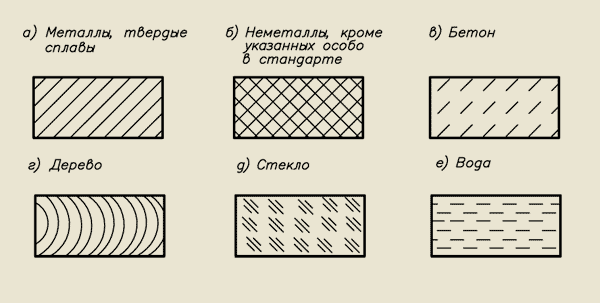 а) Металлы, твердые
сплавы
б) Неметаллы, кроме
указанных особо
в стандарте
в) Бетон
г) Дерево
д) Стекло
е) Вода